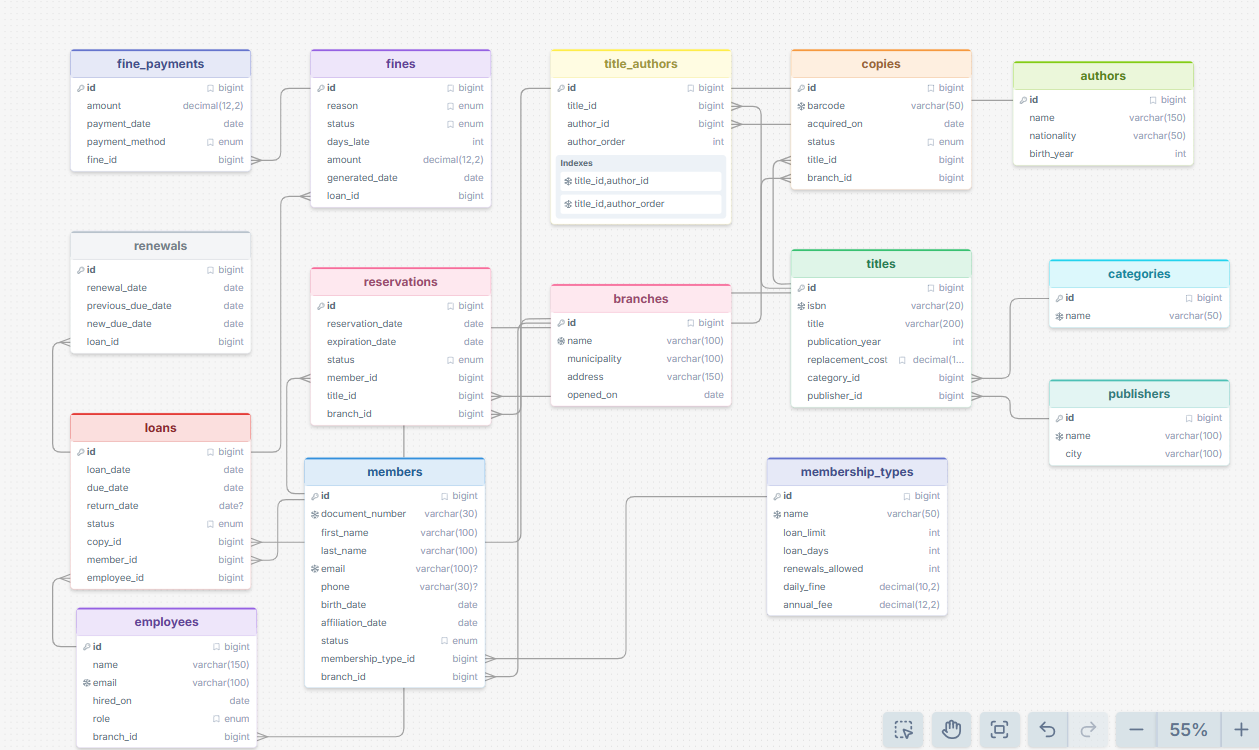 fine_payments
id bigint
amount decimal(12,2)
payment_date date
payment_method enum
fine_id bigint
fines
id bigint
reason enum
status enum
days_late int
amount decimal(12,2)
generated_date date
loan_id bigint
title_authors
id bigint
title_id bigint
author_id bigint
author_order int
Indexes
title_id,author_id
title_id,author_order
copies
id bigint
barcode varchar(50)
acquired_on date
status enum
title_id bigint
branch_id bigint
authors
id bigint
name varchar(150)
nationality varchar(50)
birth_year int
renewals
id bigint
renewal_date date
previous_due_date date
new_due_date date
loan_id bigint
reservations
id bigint
reservation_date date
expiration_date date
status enum
member_id bigint
title_id bigint
branch_id bigint
branches
id bigint
name varchar(100)
municipality varchar(100)
address varchar(150)
opened_on date
titles
id bigint
isbn varchar(20)
title varchar(200)
publication_year int
replacement_cost decimal(1...
category_id bigint
publisher_id bigint
categories
id bigint
name varchar(50)
publishers
id bigint
name varchar(100)
city varchar(100)
loans
id bigint
loan_date date
due_date date
return_date date?
status enum
copy_id bigint
member_id bigint
employee_id bigint
members
id bigint
document_number varchar(30)
first_name varchar(100)
last_name varchar(100)
email varchar(100)?
phone varchar(30)?
birth_date date
affiliation_date date
status enum
membership_type_id bigint
branch_id bigint
membership_types
id bigint
name varchar(50)
loan_limit int
loan_days int
renewals_allowed int
daily_fine decimal(10,2)
annual_fee decimal(12,2)
employees
id bigint
name varchar(150)
email varchar(100)
hired_on date
role enum
branch_id bigint
55%